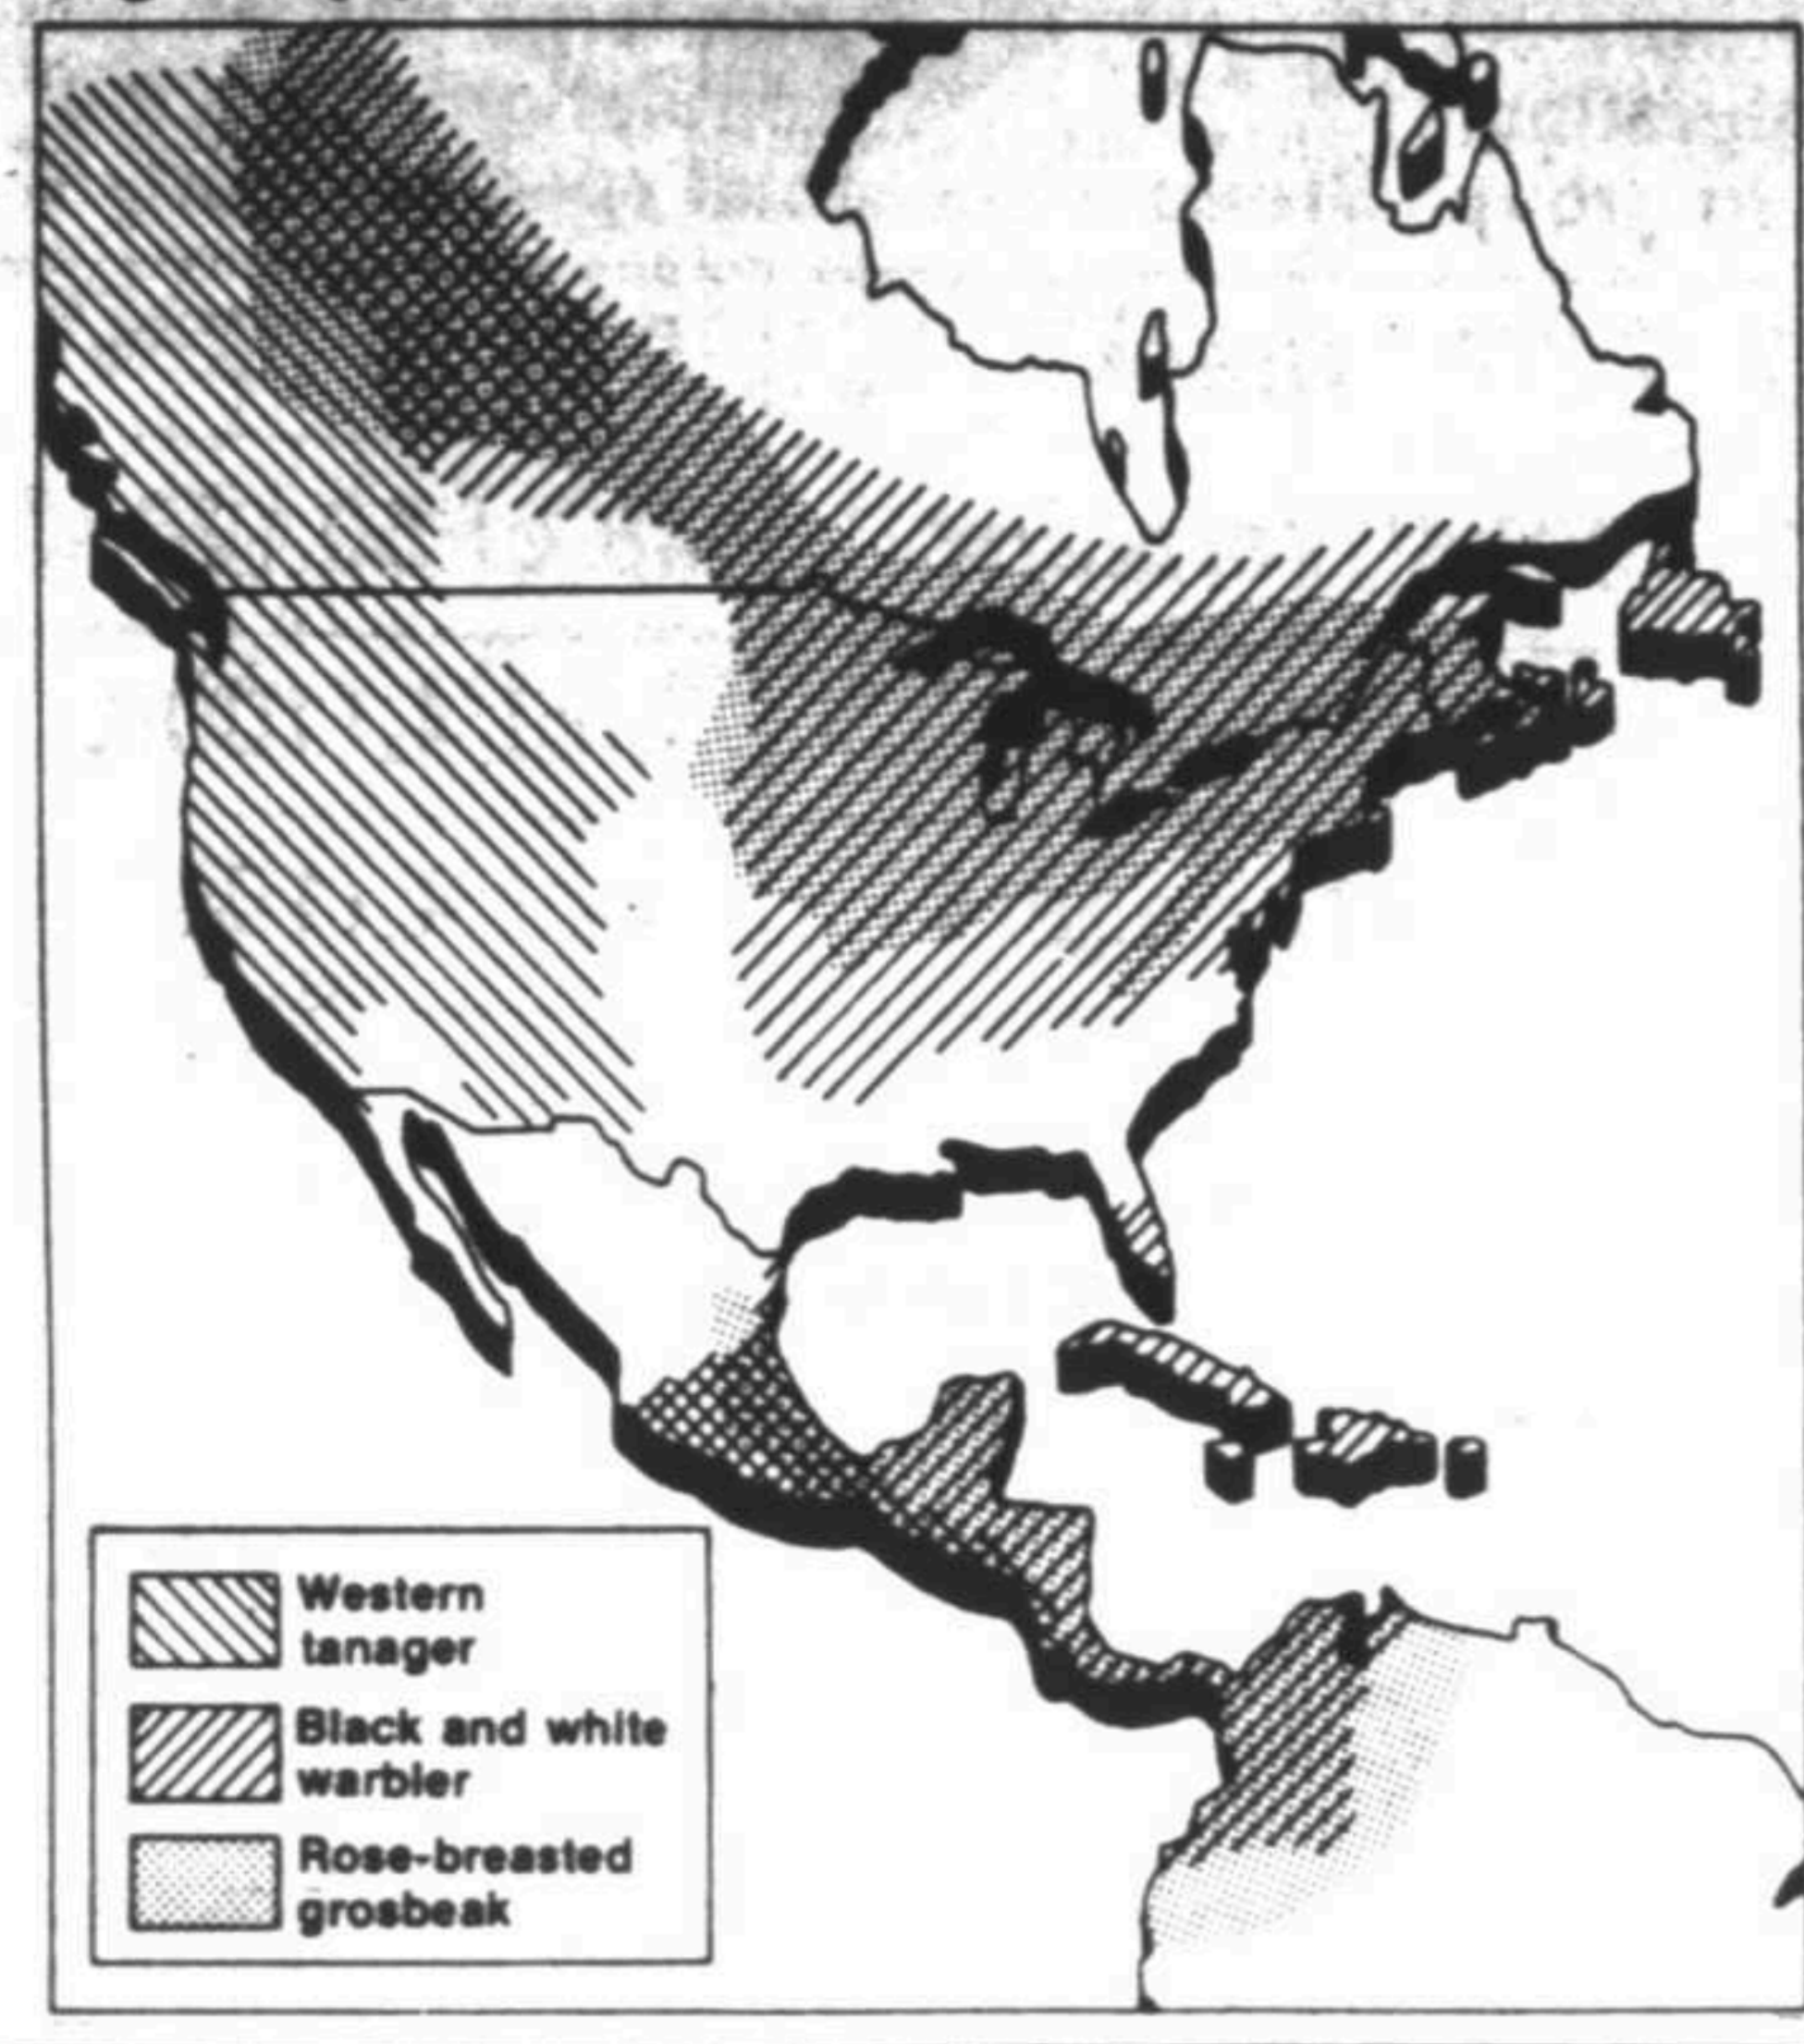 Western
tanager
Black and white
warbler
Rose-breasted
grosbeak